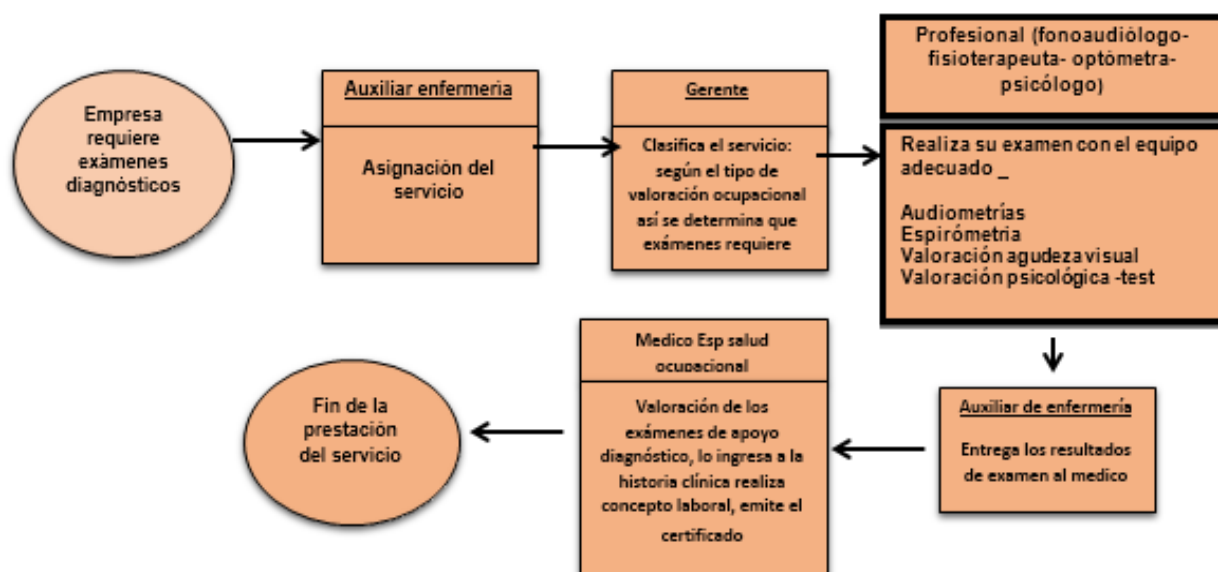 Empresa
requiere
exámenes
diagnósticos
Auxiliar enfermeria
Asignación del
servicio
Gerente
Clasifica el servicio:
según el tipo de
valoración ocupacional
así se determina que
exámenes requiere
Profesional (fonoaudiólogo-
fisioterapeuta- optómetra-
psicólogo)
Realiza su examen con el equipo
adecuado _
Audiometrías
Espirómetria
Valoración agudeza visual
Valoración psicológica -test
Auxiliar de enfermería
Entrega los resultados
de examen al medico
Medico Esp salud
ocupacional
Valoración de los
exámenes de apoyo
diagnóstico, lo ingresa a la
historia clínica realiza
concepto laboral, emite el
certificado
Fin de la
prestación
del servicio